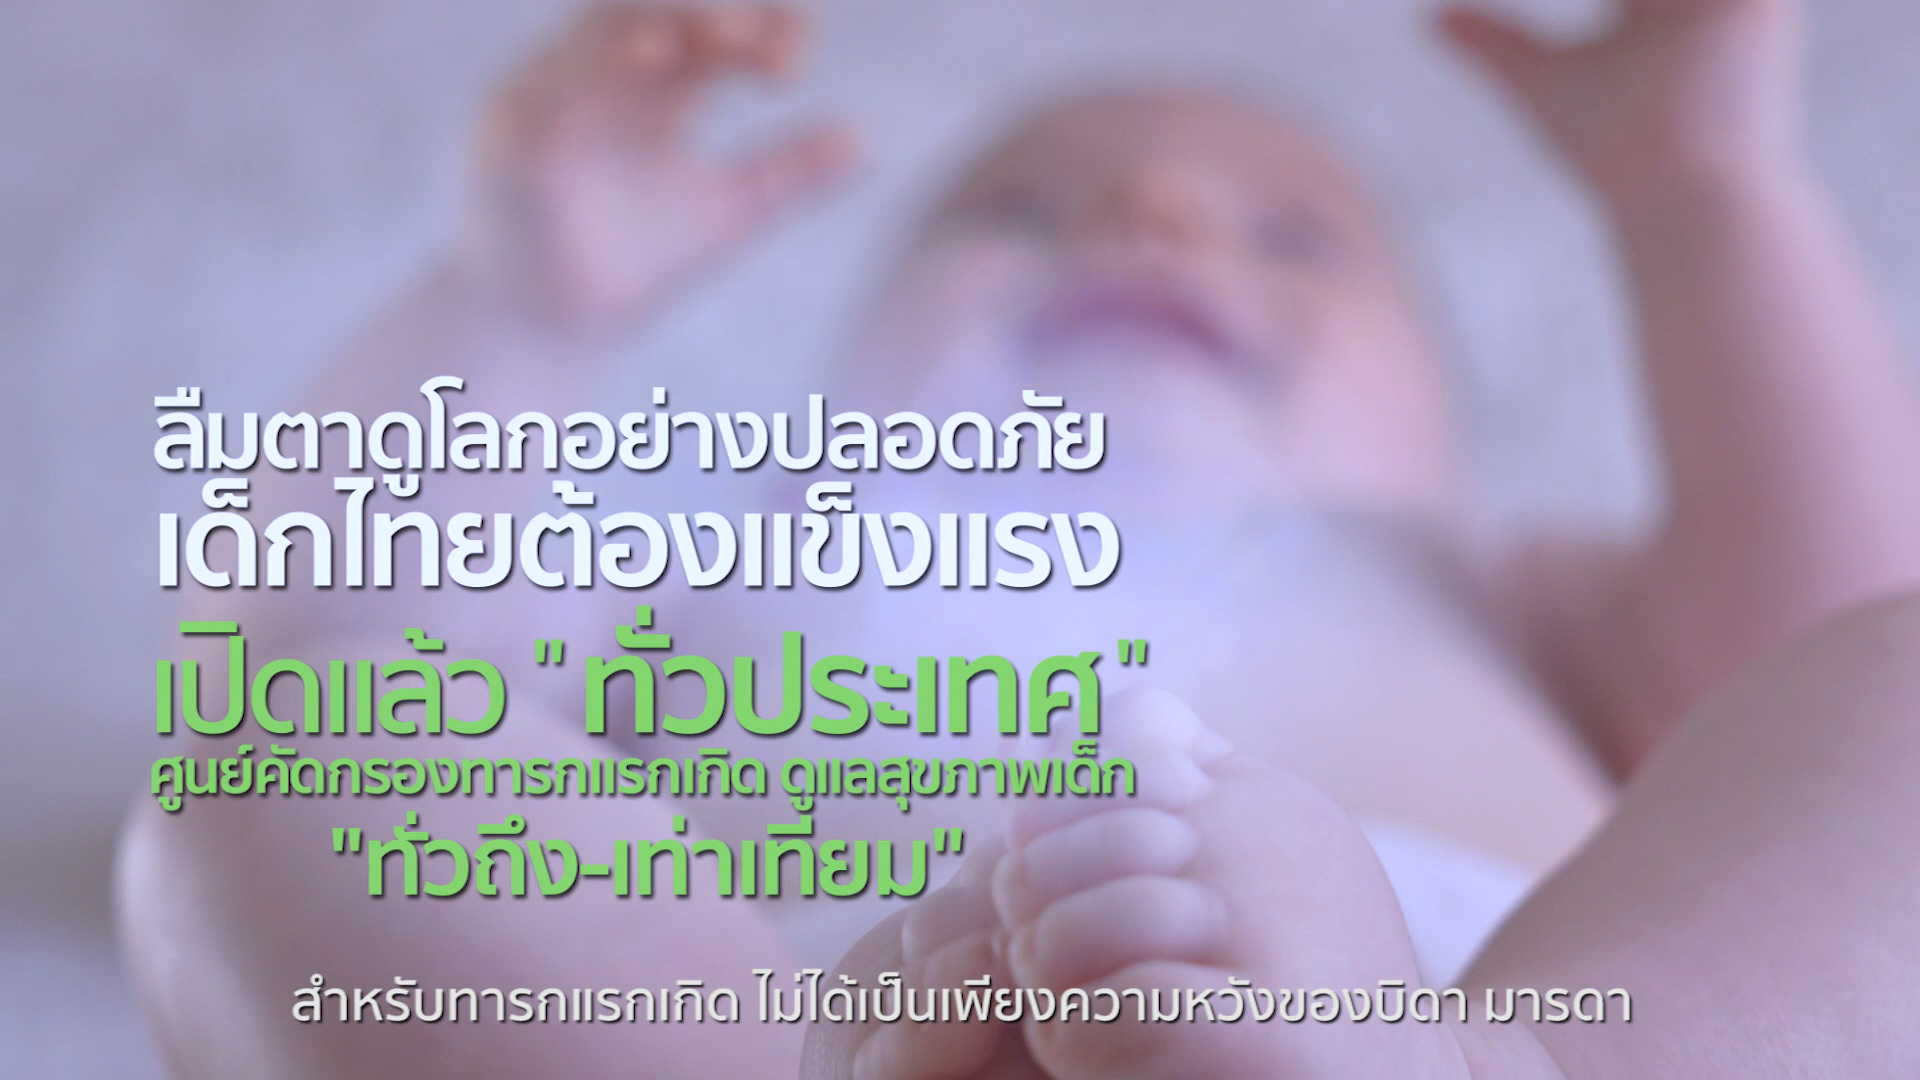 ลืมตาดูโลกอย่างปลอดภัย
เด็กไทยต้องแข็งแรง
เปิดแล้ว "ทั่วประเทศ"
ศูนย์คัดกรองทารกแรกเกิด ดูแลสุขภาพเด็ก
"ทั่วถึง-เท่าเทียม"
สำหรับทารกแรกเกิด ไม่ได้เป็นเพียงความหวังของบิดา มารดา